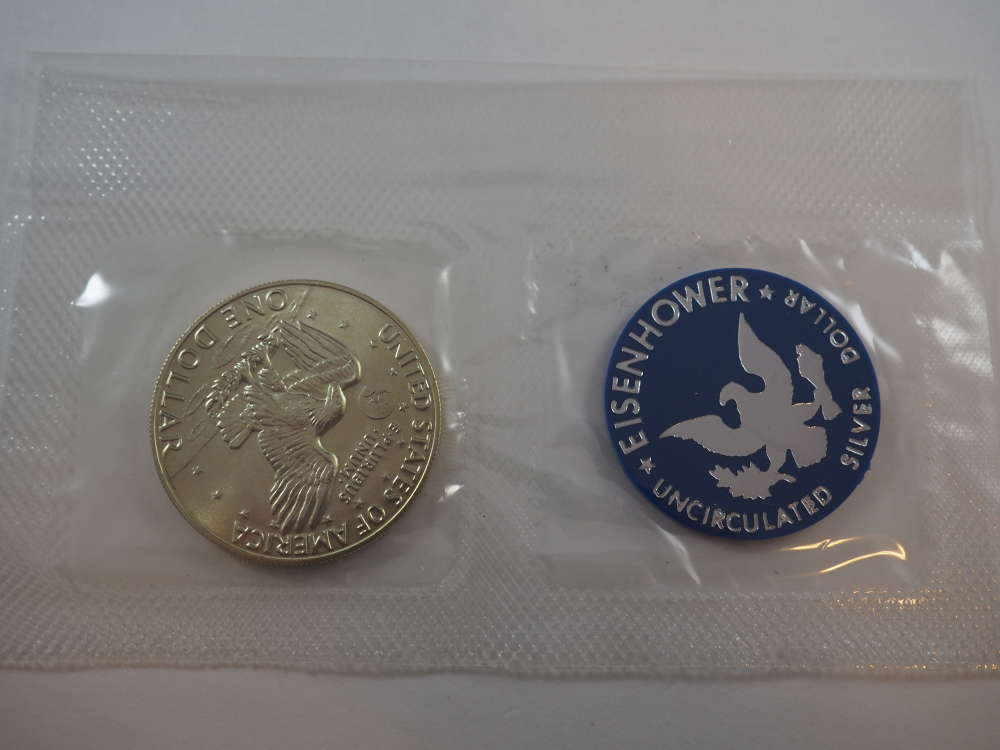 UNITED STATES OF AMERICA
E PLURIBUS
UNUM
ONE DOLLAR
EISENHOWER
UNCIRCULATED
SILVER DOLLAR